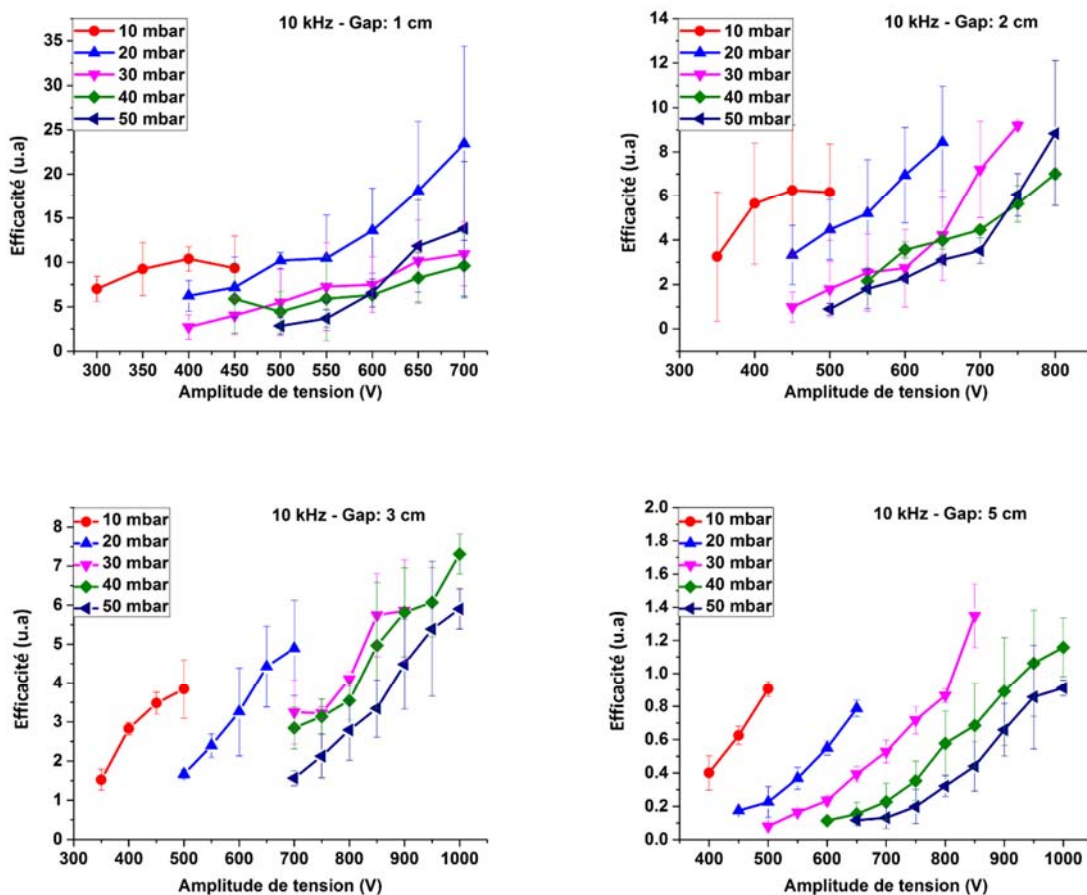 10 kHz - Gap: 1 cm
10 mbar
20 mbar
30 mbar
40 mbar
50 mbar
35
30
25
20
15
10
5
0
Efficacité (u.a)
300 350 400 450 500 550 600 650 700
Amplitude de tension (V)
10 kHz - Gap: 2 cm
10 mbar
20 mbar
30 mbar
40 mbar
50 mbar
14
12
10
8
6
4
2
0
Efficacité (u.a)
300 400 500 600 700 800
Amplitude de tension (V)
10 kHz - Gap: 3 cm
10 mbar
20 mbar
30 mbar
40 mbar
50 mbar
8
7
6
5
4
3
2
1
0
Efficacité (u.a)
300 400 500 600 700 800 900 1000
Amplitude de tension (V)
10 kHz - Gap: 5 cm
10 mbar
20 mbar
30 mbar
40 mbar
50 mbar
2.0
1.8
1.6
1.4
1.2
1.0
0.8
0.6
0.4
0.2
0.0
Efficacité (u.a)
400 500 600 700 800 900 1000
Amplitude de tension (V)